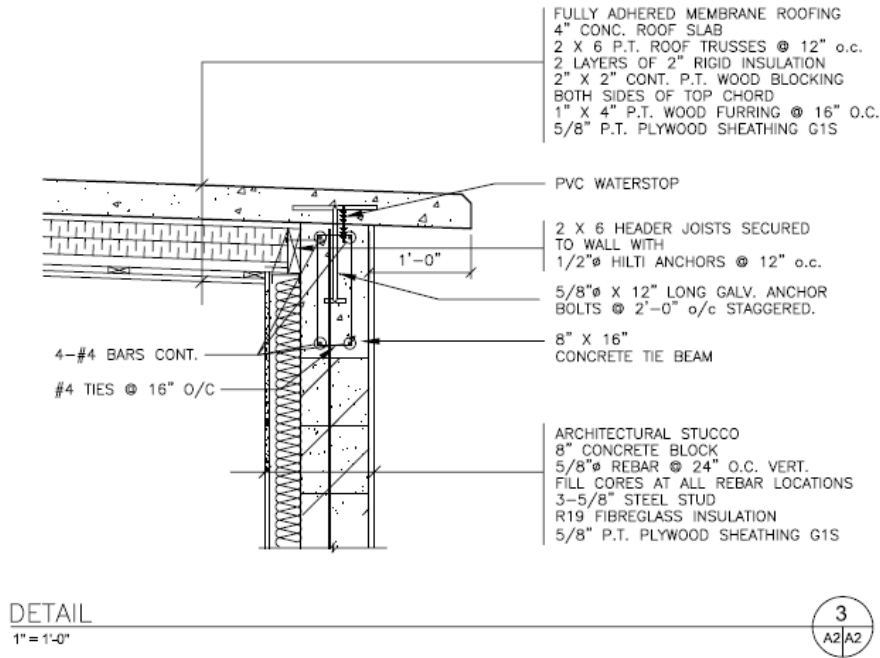 FULLY ADHERED MEMBRANE ROOFING
4" CONC. ROOF SLAB
2 X 6 P.T. ROOF TRUSSES @ 12" o.c.
2 LAYERS OF 2" RIGID INSULATION
2" X 2" CONT. P.T. WOOD BLOCKING
BOTH SIDES OF TOP CHORD
1" X 4" P.T. WOOD FURRING @ 16" O.C.
5/8" P.T. PLYWOOD SHEATHING G1S
PVC WATERSTOP
2 X 6 HEADER JOISTS SECURED
TO WALL WITH
1/2"ø HILTI ANCHORS @ 12" o.c.
1'-0"
5/8"ø X 12" LONG GALV. ANCHOR
BOLTS @ 2'-0" o/c STAGGERED.
8" X 16"
CONCRETE TIE BEAM
4-#4 BARS CONT.
#4 TIES @ 16" O/C
ARCHITECTURAL STUCCO
8" CONCRETE BLOCK
5/8"ø REBAR @ 24" O.C. VERT.
FILL CORES AT ALL REBAR LOCATIONS
3-5/8" STEEL STUD
R19 FIBREGLASS INSULATION
5/8" P.T. PLYWOOD SHEATHING G1S
DETAIL
1" = 1'-0"
3
A2 A2